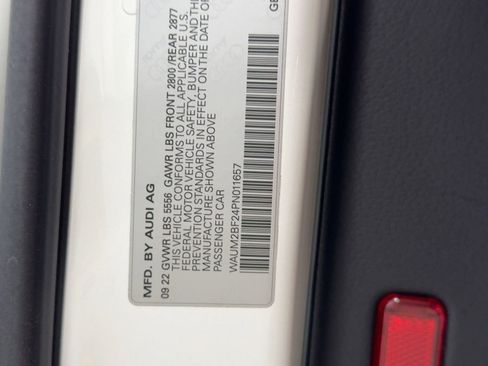 MFD. BY AUDI AG
09 22 GVWR LBS 5556 GAWR LBS FRONT 2800 /REAR 2877
THIS VEHICLE CONFORMS TO ALL APPLICABLE U.S.
FEDERAL MOTOR VEHICLE SAFETY, BUMPER AND THE
PREVENTION STANDARDS IN EFFECT ON THE DATE OF
MANUFACTURE SHOWN ABOVE
PASSENGER CAR
WAUM2BF24PN011657